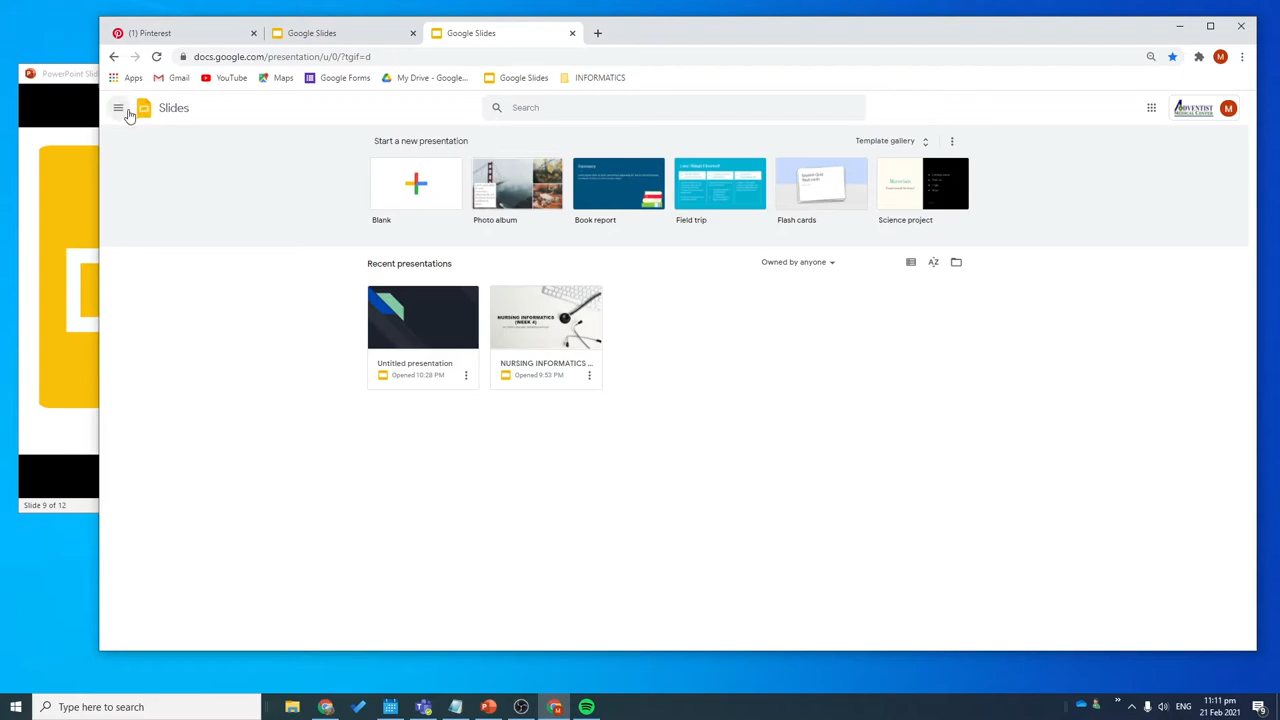 (1) Pinterest
Google Slides
Google Slides
docs.google.com/presentation/u/0/?tgif=d
Apps
Gmail
YouTube
Maps
Google Forms
My Drive - Google...
Google Slides
INFORMATICS
PowerPoint Slid
Slides
Search
ADVENTIST
MEDICAL CENTER
M
Start a new presentation
Template gallery
Blank
Photo album
Book report
Field trip
Flash cards
Science project
Recent presentations
Owned by anyone
AZ
NURSING INFORMATICS
(WEEK 4)
Untitled presentation
Opened 10:28 PM
NURSING INFORMATICS ...
Opened 9:53 PM
Slide 9 of 12
Type here to search
ENG
11:11 pm
21 Feb 2021